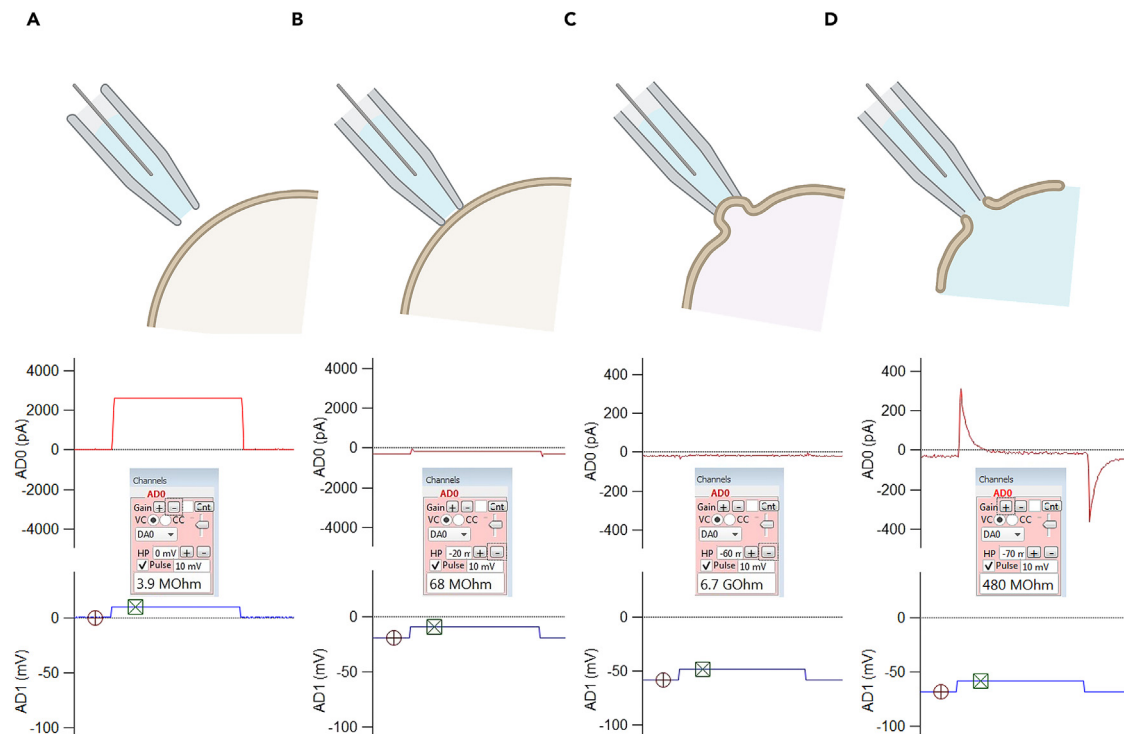 A
B
C
D
4000
2000
0
-2000
-4000
AD0 (pA)
Channels
AD0
Gain + - Cnt
VC CC
DA0
HP 0 mV + -
Pulse 10 mV
3.9 MOhm
0
-50
-100
AD1 (mV)
4000
2000
0
-2000
-4000
AD0 (pA)
Channels
AD0
Gain + - Cnt
VC CC
DA0
HP -20 m + -
Pulse 10 mV
68 MOhm
0
-50
-100
AD1 (mV)
400
200
0
-200
-400
AD0 (pA)
Channels
AD0
Gain + - Cnt
VC CC
DA0
HP -60 m + -
Pulse 10 mV
6.7 GOhm
0
-50
-100
AD1 (mV)
400
200
0
-200
-400
AD0 (pA)
Channels
AD0
Gain + - Cnt
VC CC
DA0
HP -70 m + -
Pulse 10 mV
480 MOhm
0
-50
-100
AD1 (mV)